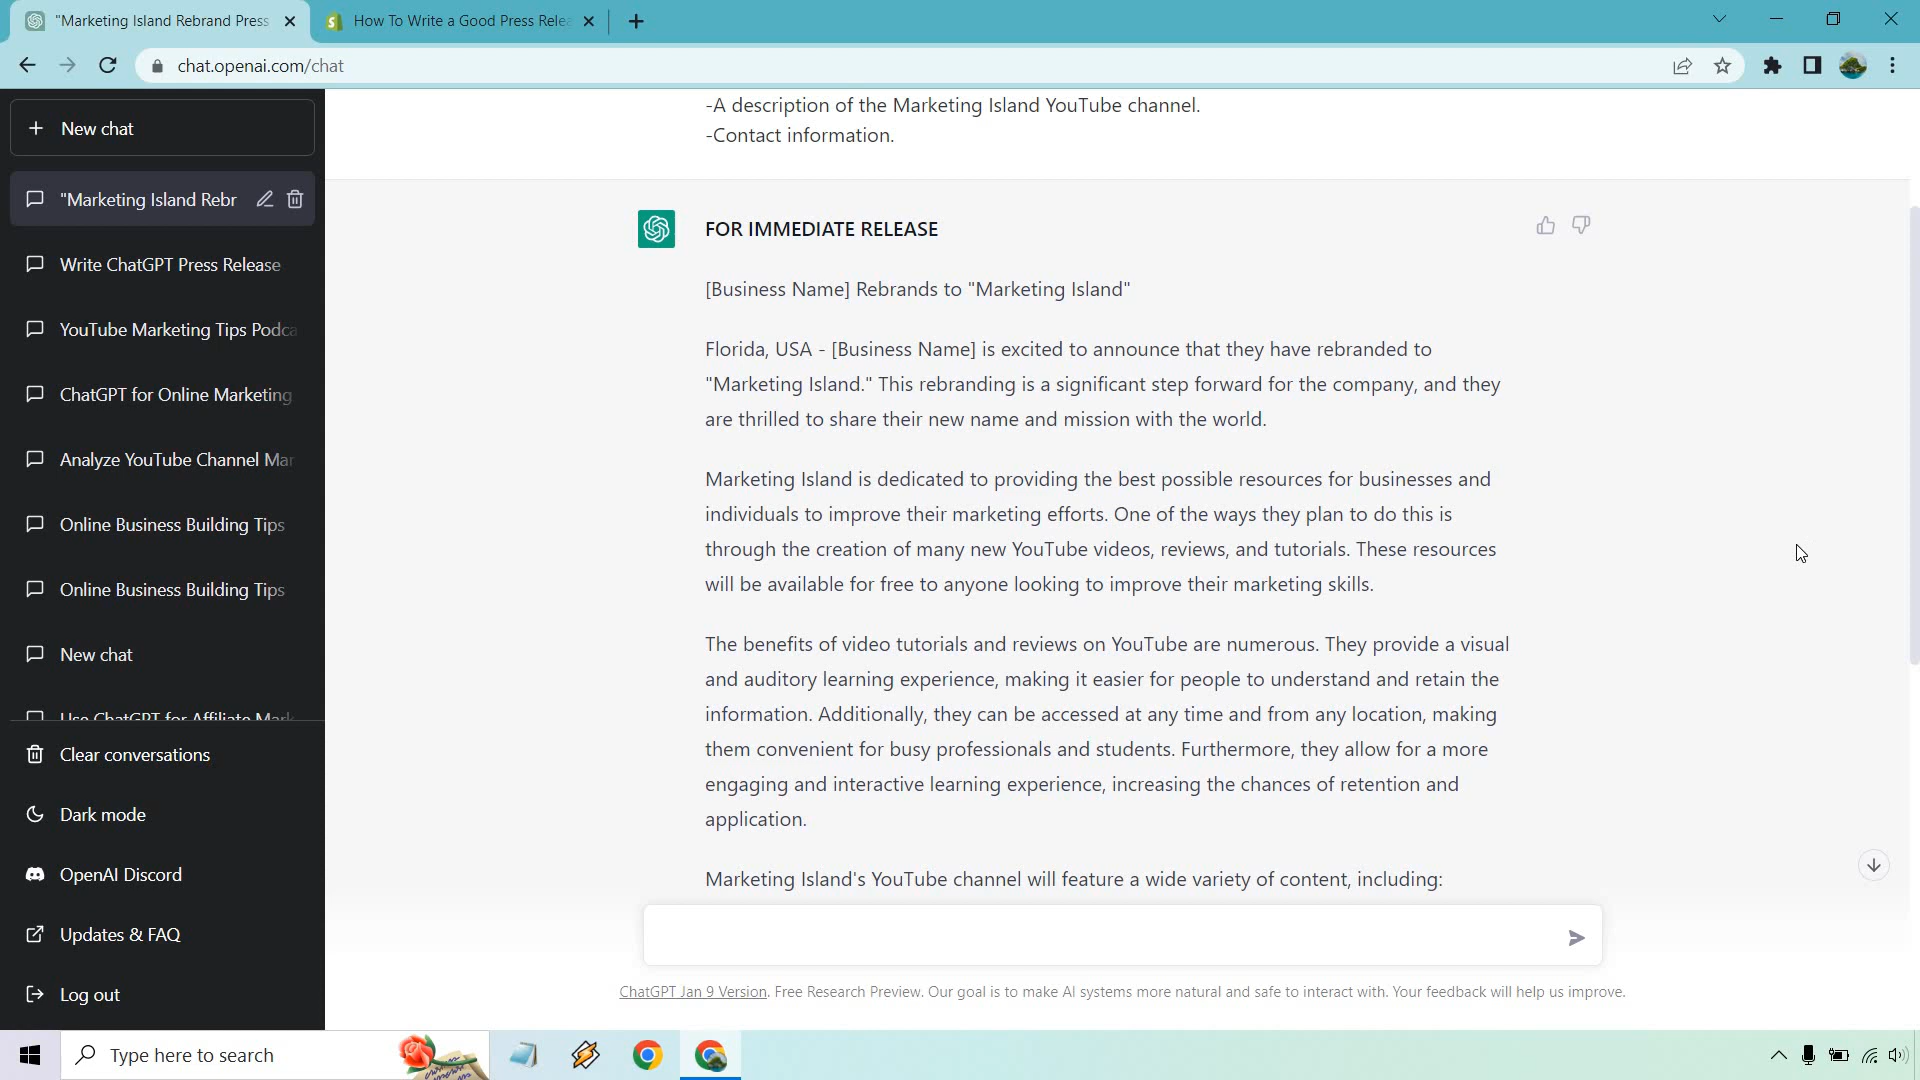 "Marketing Island Rebrand Press
How To Write a Good Press Relea
chat.openai.com/chat
New chat
"Marketing Island Rebr
Write ChatGPT Press Release
YouTube Marketing Tips Podca
ChatGPT for Online Marketing
Analyze YouTube Channel Mar
Online Business Building Tips
Online Business Building Tips
New chat
Use ChatGPT for Affiliate Mark
Clear conversations
Dark mode
OpenAI Discord
Updates & FAQ
Log out
-A description of the Marketing Island YouTube channel.
-Contact information.
FOR IMMEDIATE RELEASE
[Business Name] Rebrands to "Marketing Island"
Florida, USA - [Business Name] is excited to announce that they have rebranded to
"Marketing Island." This rebranding is a significant step forward for the company, and they
are thrilled to share their new name and mission with the world.
Marketing Island is dedicated to providing the best possible resources for businesses and
individuals to improve their marketing efforts. One of the ways they plan to do this is
through the creation of many new YouTube videos, reviews, and tutorials. These resources
will be available for free to anyone looking to improve their marketing skills.
The benefits of video tutorials and reviews on YouTube are numerous. They provide a visual
and auditory learning experience, making it easier for people to understand and retain the
information. Additionally, they can be accessed at any time and from any location, making
them convenient for busy professionals and students. Furthermore, they allow for a more
engaging and interactive learning experience, increasing the chances of retention and
application.
Marketing Island's YouTube channel will feature a wide variety of content, including:
ChatGPT Jan 9 Version. Free Research Preview. Our goal is to make AI systems more natural and safe to interact with. Your feedback will help us improve.
Type here to search